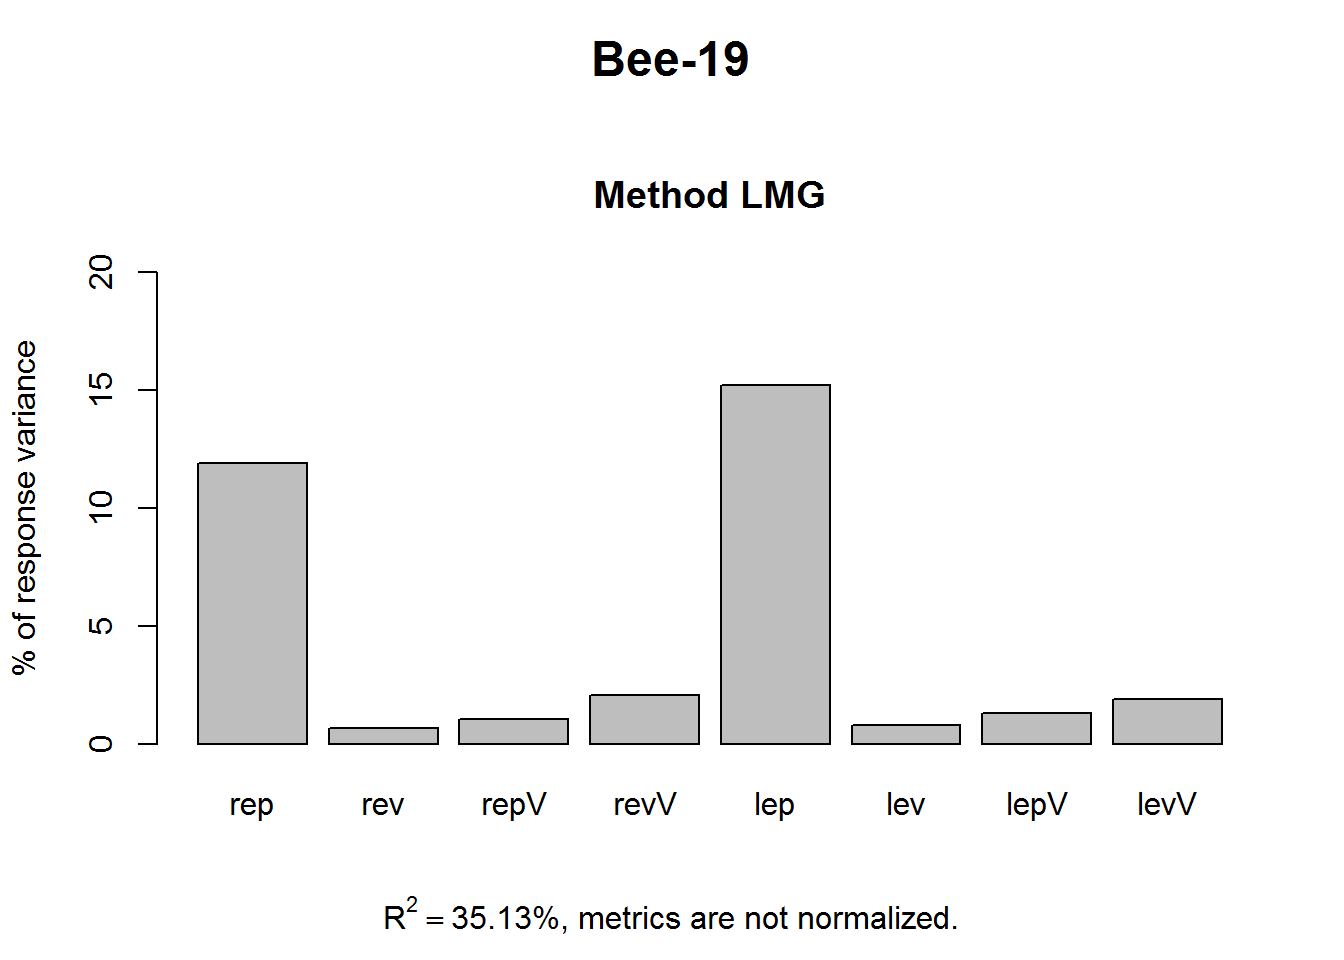 Bee-19
Method LMG
% of response variance
20
15
10
5
0
rep rev repV revV lep lev lepV levV
R² = 35.13%, metrics are not normalized.